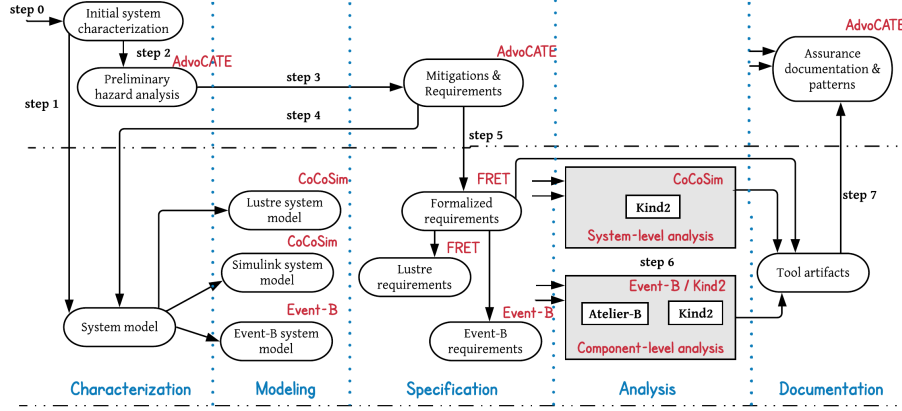 step 0
Initial system
characterization
step 2
AdvoCATE
Preliminary
hazard analysis
step 1
step 3
step 4
AdvoCATE
Mitigations &
Requirements
step 5
AdvoCATE
Assurance
documentation &
patterns
CoCoSim
Lustre system
model
CoCoSim
Simulink system
model
Event-B
Event-B system
model
System model
FRET
Formalized
requirements
FRET
Lustre
requirements
Event-B
Event-B
requirements
CoCoSim
Kind2
System-level analysis
step 6
Event-B / Kind2
Atelier-B
Kind2
Component-level analysis
step 7
Tool artifacts
Characterization
Modeling
Specification
Analysis
Documentation